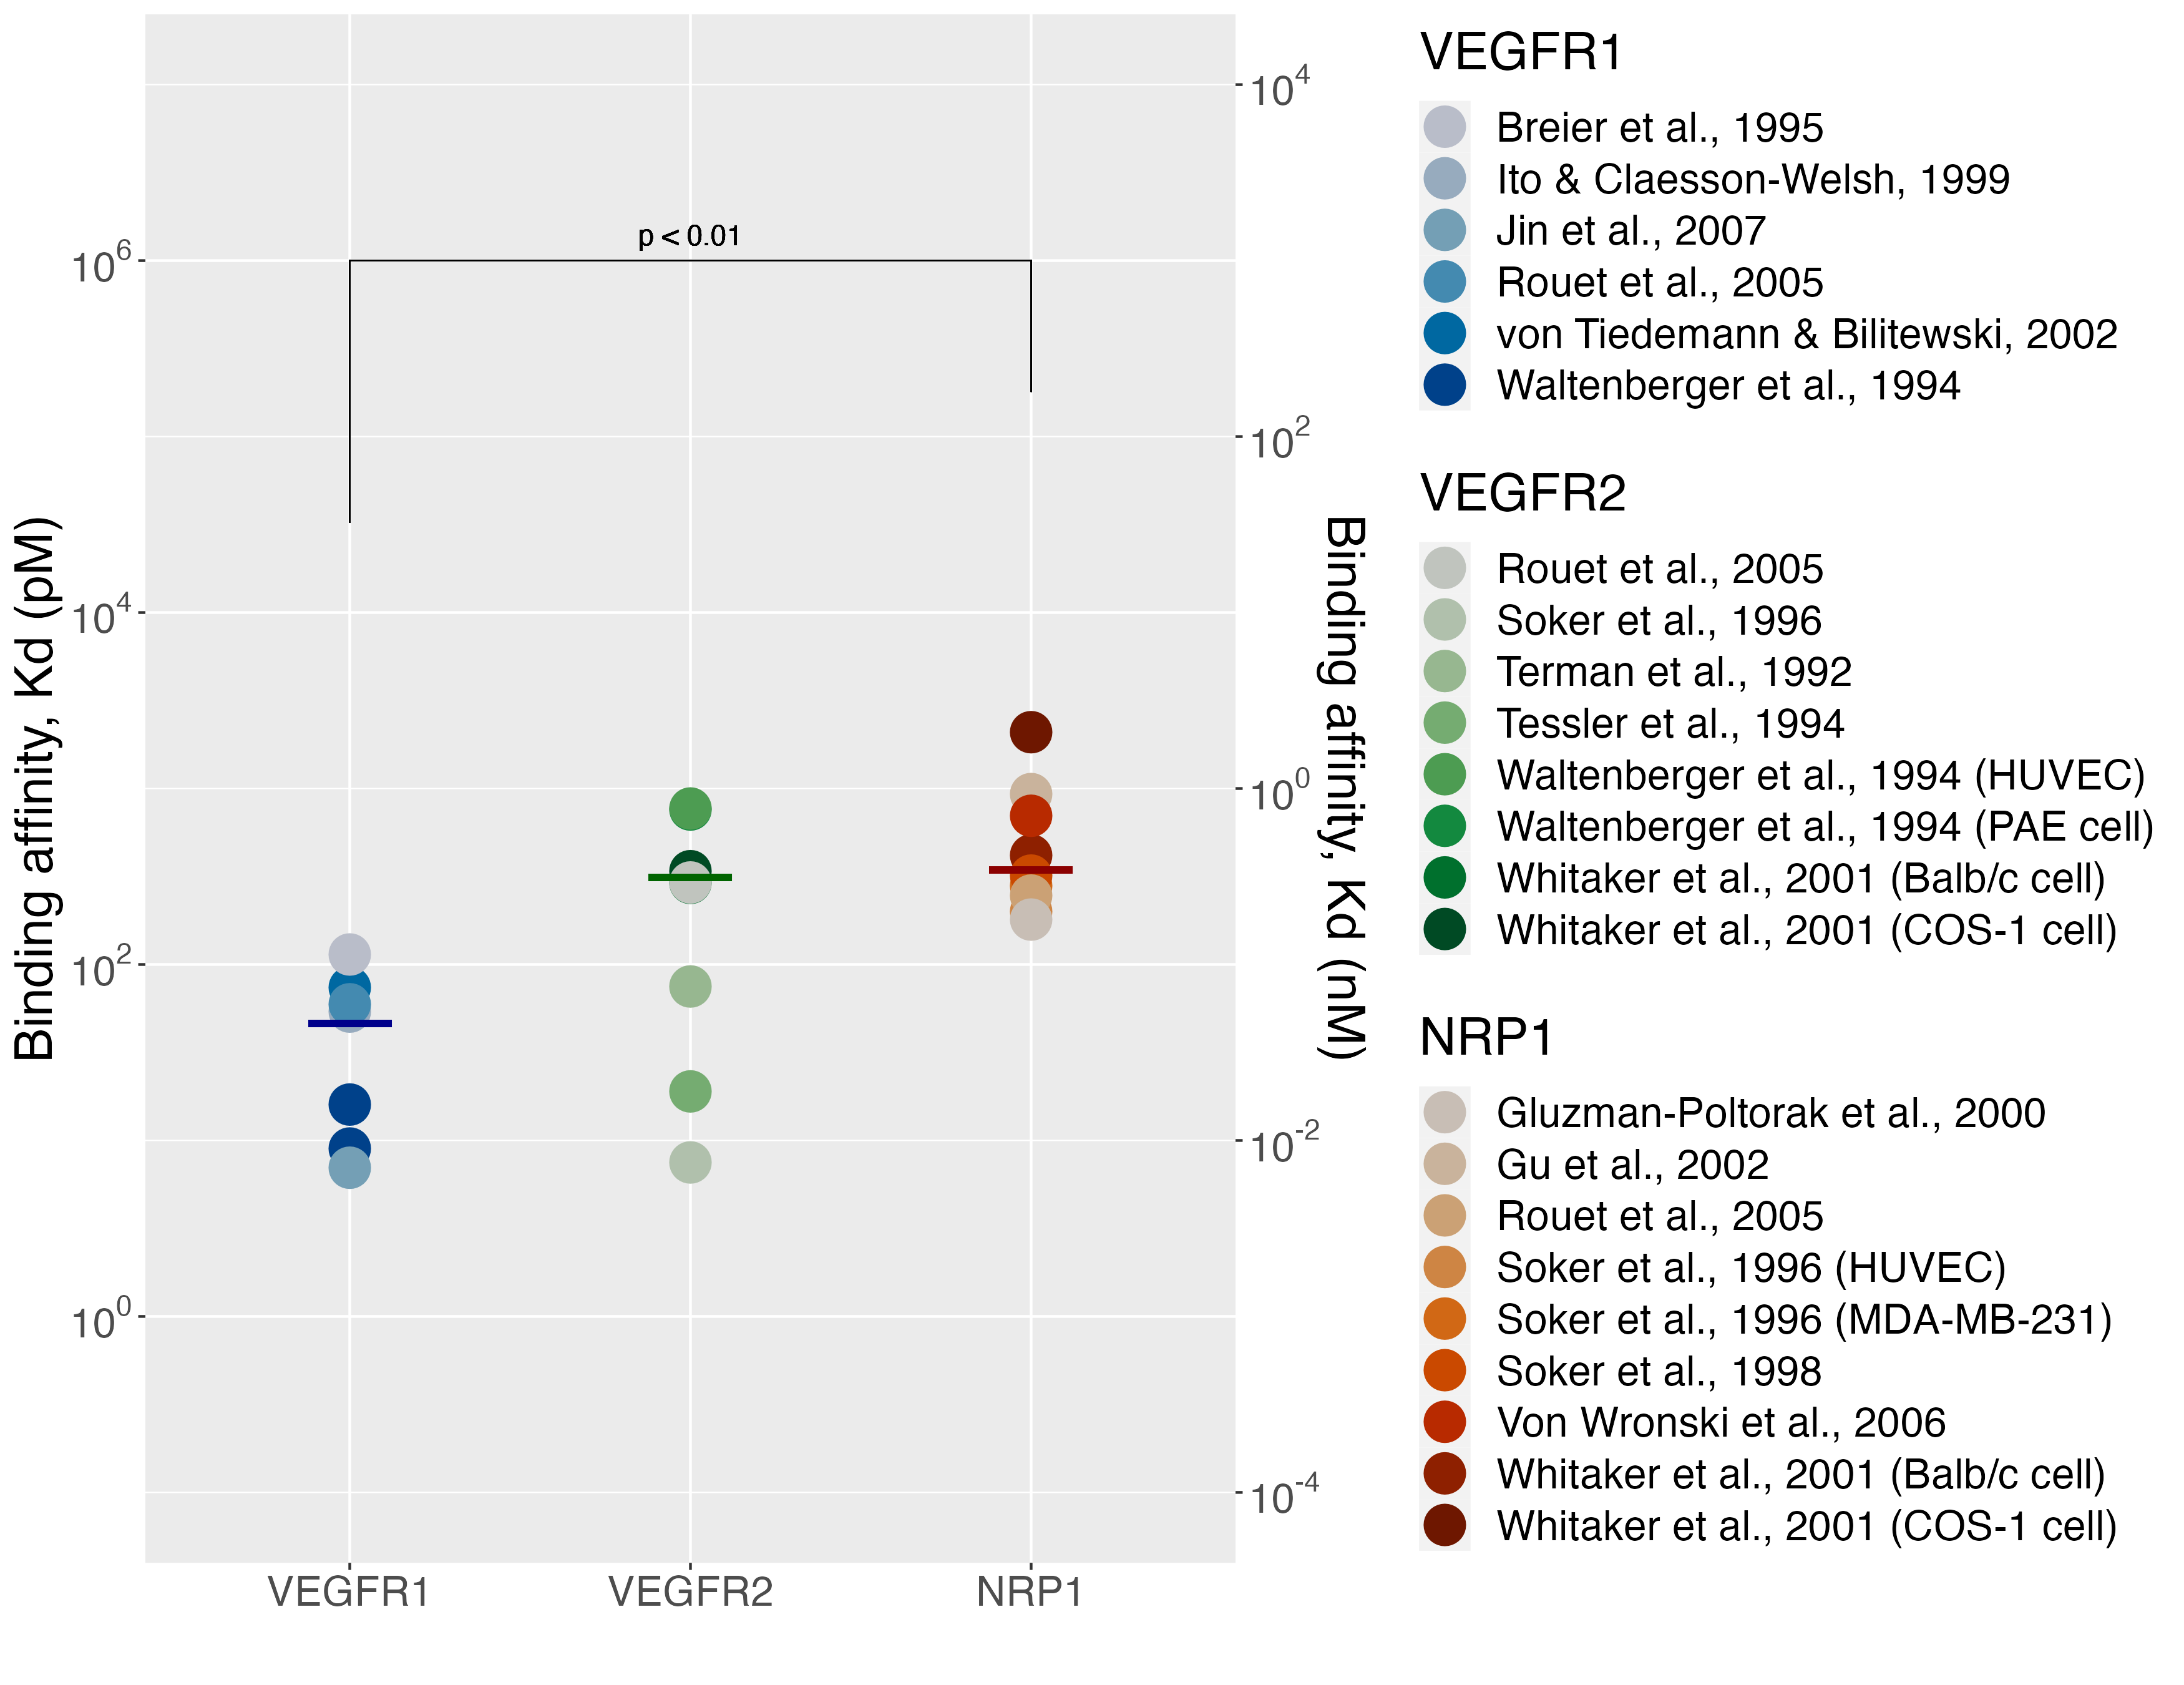 Binding affinity, Kd (pM)
10^6
10^4
10^2
10^0
p < 0.01
VEGFR1
VEGFR2
NRP1
10^4
10^2
10^0
10^-2
10^-4
Binding affinity, Kd (nM)
VEGFR1
Breier et al., 1995
Ito & Claesson-Welsh, 1999
Jin et al., 2007
Rouet et al., 2005
von Tiedemann & Bilitewski, 2002
Waltenberger et al., 1994
VEGFR2
Rouet et al., 2005
Soker et al., 1996
Terman et al., 1992
Tessler et al., 1994
Waltenberger et al., 1994 (HUVEC)
Waltenberger et al., 1994 (PAE cell)
Whitaker et al., 2001 (Balb/c cell)
Whitaker et al., 2001 (COS-1 cell)
NRP1
Gluzman-Poltorak et al., 2000
Gu et al., 2002
Rouet et al., 2005
Soker et al., 1996 (HUVEC)
Soker et al., 1996 (MDA-MB-231)
Soker et al., 1998
Von Wronski et al., 2006
Whitaker et al., 2001 (Balb/c cell)
Whitaker et al., 2001 (COS-1 cell)